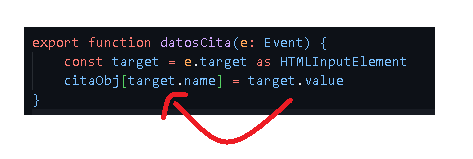 export function datosCita(e: Event) {
    const target = e.target as HTMLInputElement
    citaObj[target.name] = target.value
}